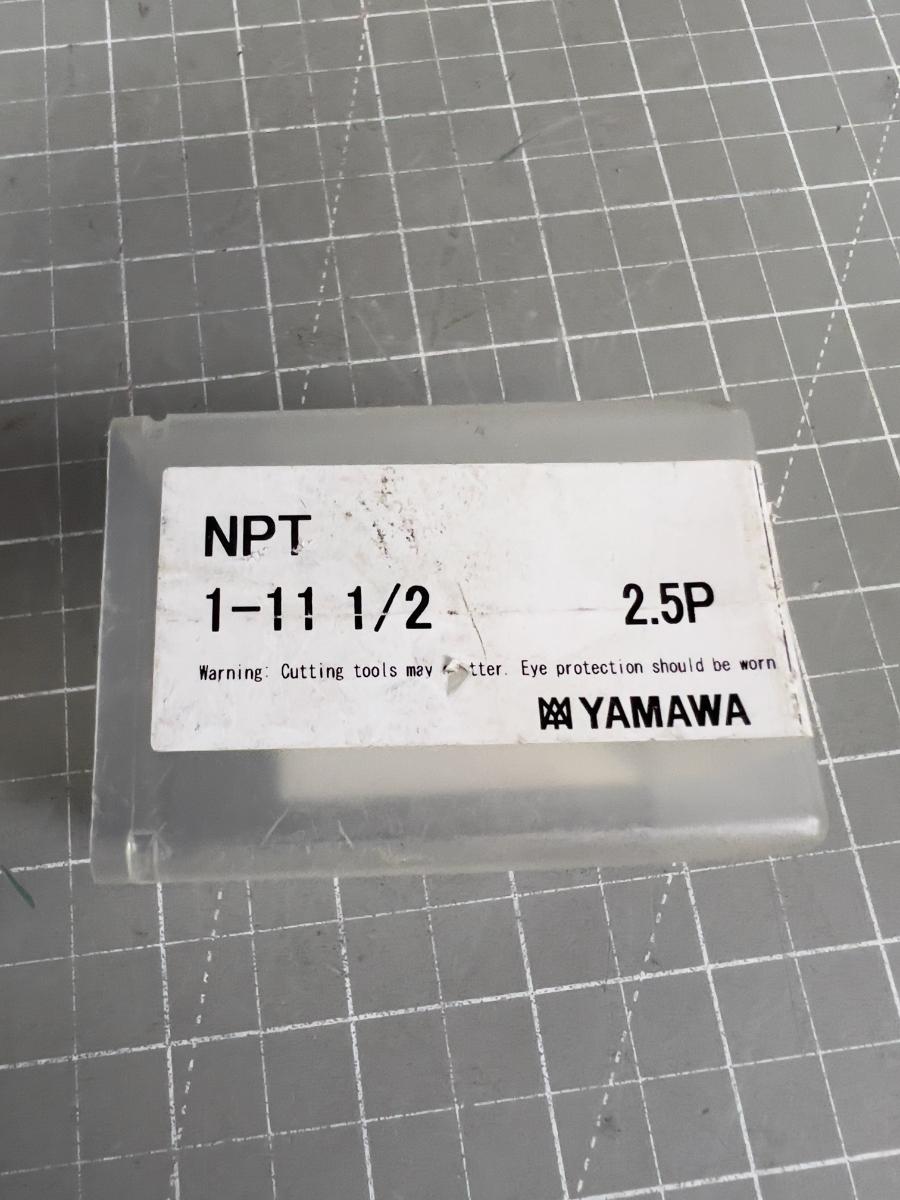 NPT
1-11 1/2 2.5P
Warning: Cutting tools may tter. Eye protection should be worn
YAMAWA